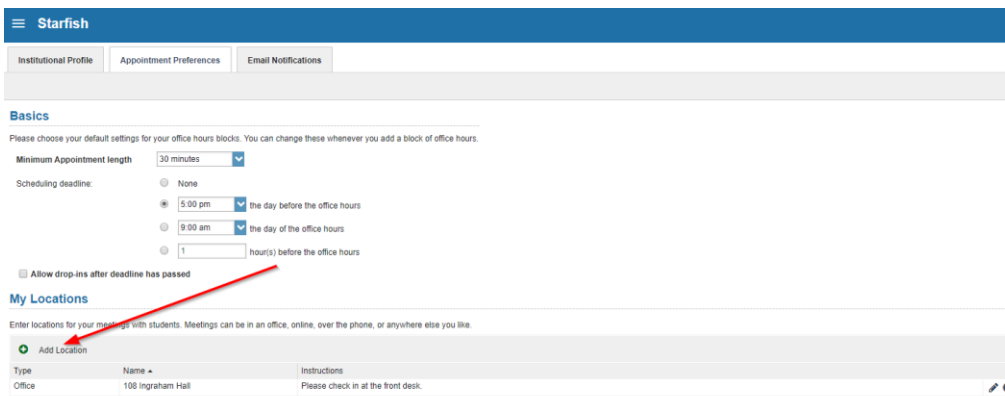 Starfish
Institutional Profile Appointment Preferences Email Notifications
Basics
Please choose your default settings for your office hours blocks. You can change these whenever you add a block of office hours.
Minimum Appointment length 30 minutes
Scheduling deadline: None
5:00 pm the day before the office hours
9:00 am the day of the office hours
1 hour(s) before the office hours
Allow drop-ins after deadline has passed
My Locations
Enter locations for your meetings with students. Meetings can be in an office, online, over the phone, or anywhere else you like.
Add Location
Type Name Instructions
Office 108 Ingraham Hall Please check in at the front desk.